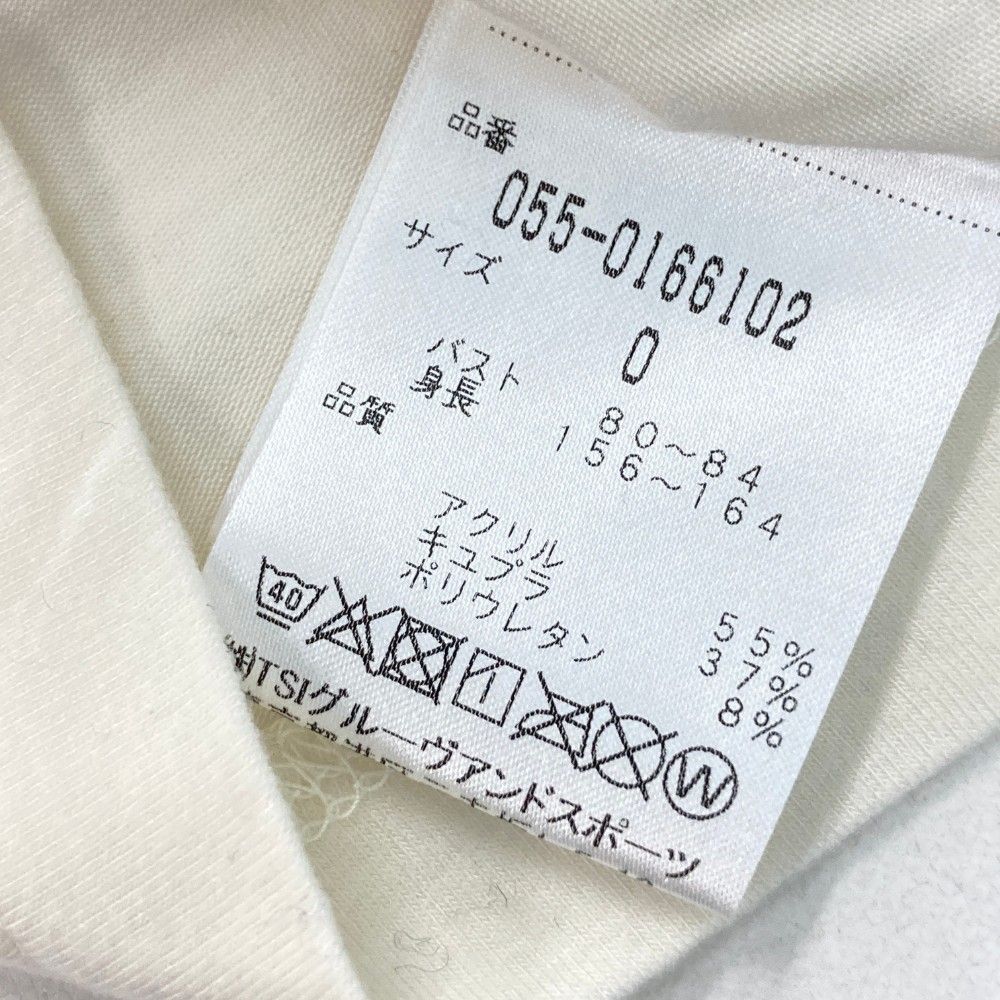 品番
055-0166102
サイズ
0
バスト 80～84
身長 156～164
品質
アクリル 55%
キュプラ 37%
ポリウレタン 8%
40
W
㈱TSIグルーヴアンドスポーツ